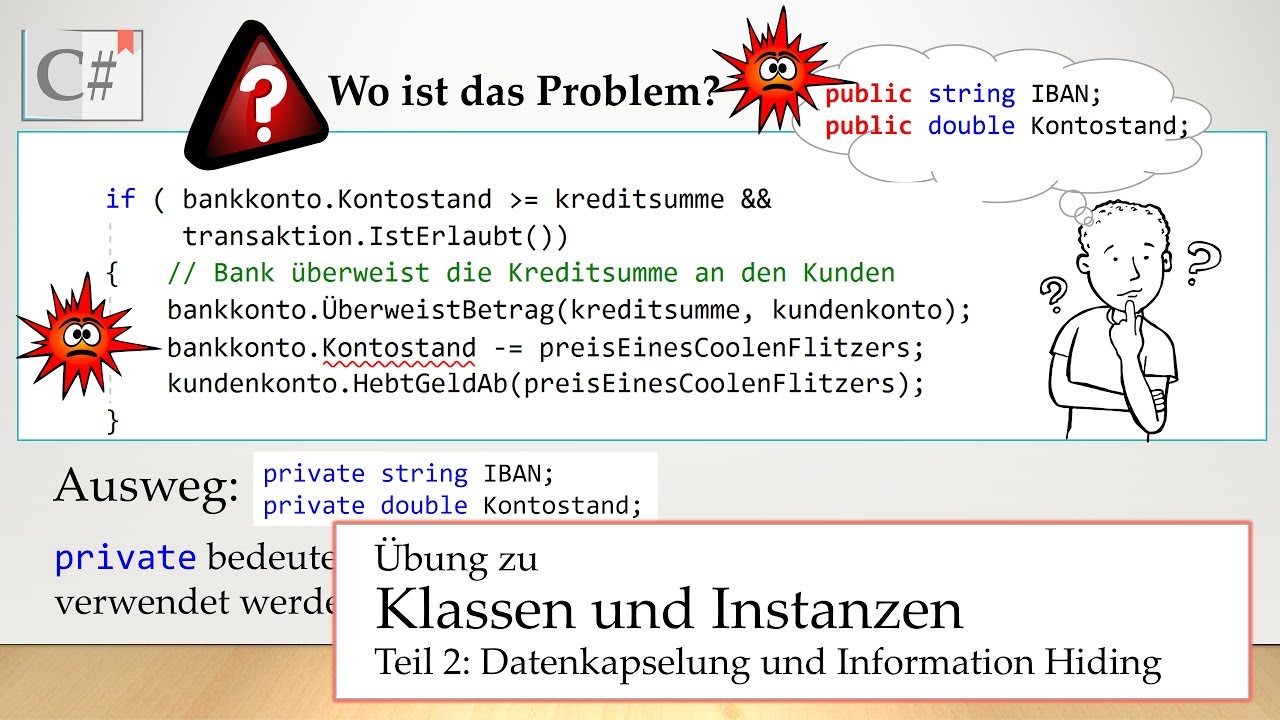 C#
Wo ist das Problem?
public string IBAN;
public double Kontostand;
if ( bankkonto.Kontostand >= kreditsumme &&
transaktion.IstErlaubt())
{ // Bank überweist die Kreditsumme an den Kunden
bankkonto.ÜberweistBetrag(kreditsumme, kundenkonto);
bankkonto.Kontostand -= preisEinesCoolenFlitzers;
kundenkonto.HebtGeldAb(preisEinesCoolenFlitzers);
}
Ausweg:
private string IBAN;
private double Kontostand;
private bedeute
verwendet werde
Übung zu
Klassen und Instanzen
Teil 2: Datenkapselung und Information Hiding